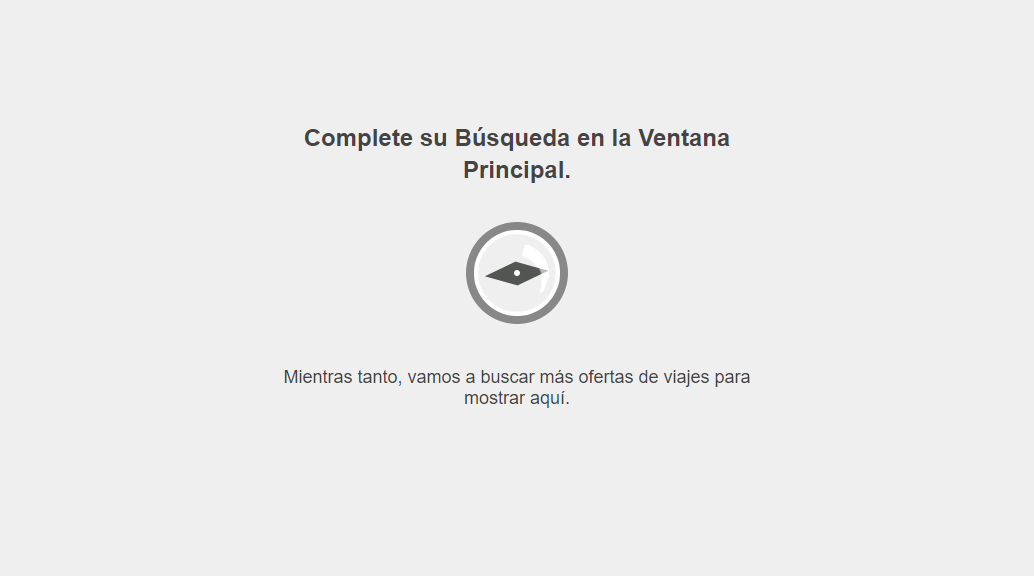 Complete su Búsqueda en la Ventana
Principal.
Mientras tanto, vamos a buscar más ofertas de viajes para
mostrar aquí.